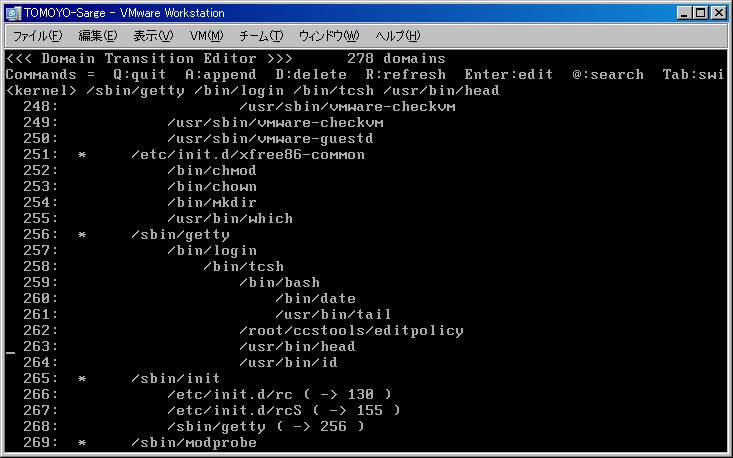 TOMOYO-Sarge - VMware Workstation
ファイル(F) 編集(E) 表示(V) VM(M) チーム(T) ウィンドウ(W) ヘルプ(H)
<<< Domain Transition Editor >>> 278 domains
Commands = Q:quit A:append D:delete R:refresh Enter:edit @:search Tab:swi
<kernel> /sbin/getty /bin/login /bin/tcsh /usr/bin/head
248: /usr/sbin/vmware-checkvm
249: /usr/sbin/vmware-checkvm
250: /usr/sbin/vmware-guestd
251: * /etc/init.d/xfree86-common
252: /bin/chmod
253: /bin/chown
254: /bin/mkdir
255: /usr/bin/which
256: * /sbin/getty
257: /bin/login
258: /bin/tcsh
259: /bin/bash
260: /bin/date
261: /usr/bin/tail
262: /root/ccstools/editpolicy
263: /usr/bin/head
264: /usr/bin/id
265: * /sbin/init
266: /etc/init.d/rc ( -> 130 )
267: /etc/init.d/rcS ( -> 155 )
268: /sbin/getty ( -> 256 )
269: * /sbin/modprobe